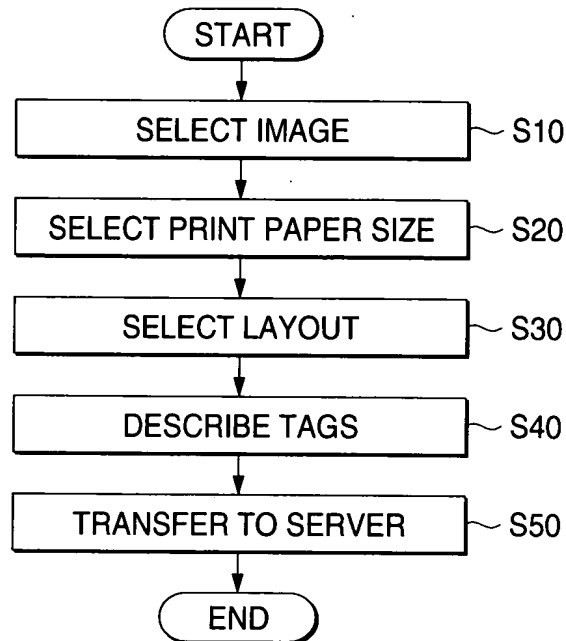 START
SELECT IMAGE S10
SELECT PRINT PAPER SIZE S20
SELECT LAYOUT S30
DESCRIBE TAGS S40
TRANSFER TO SERVER S50
END